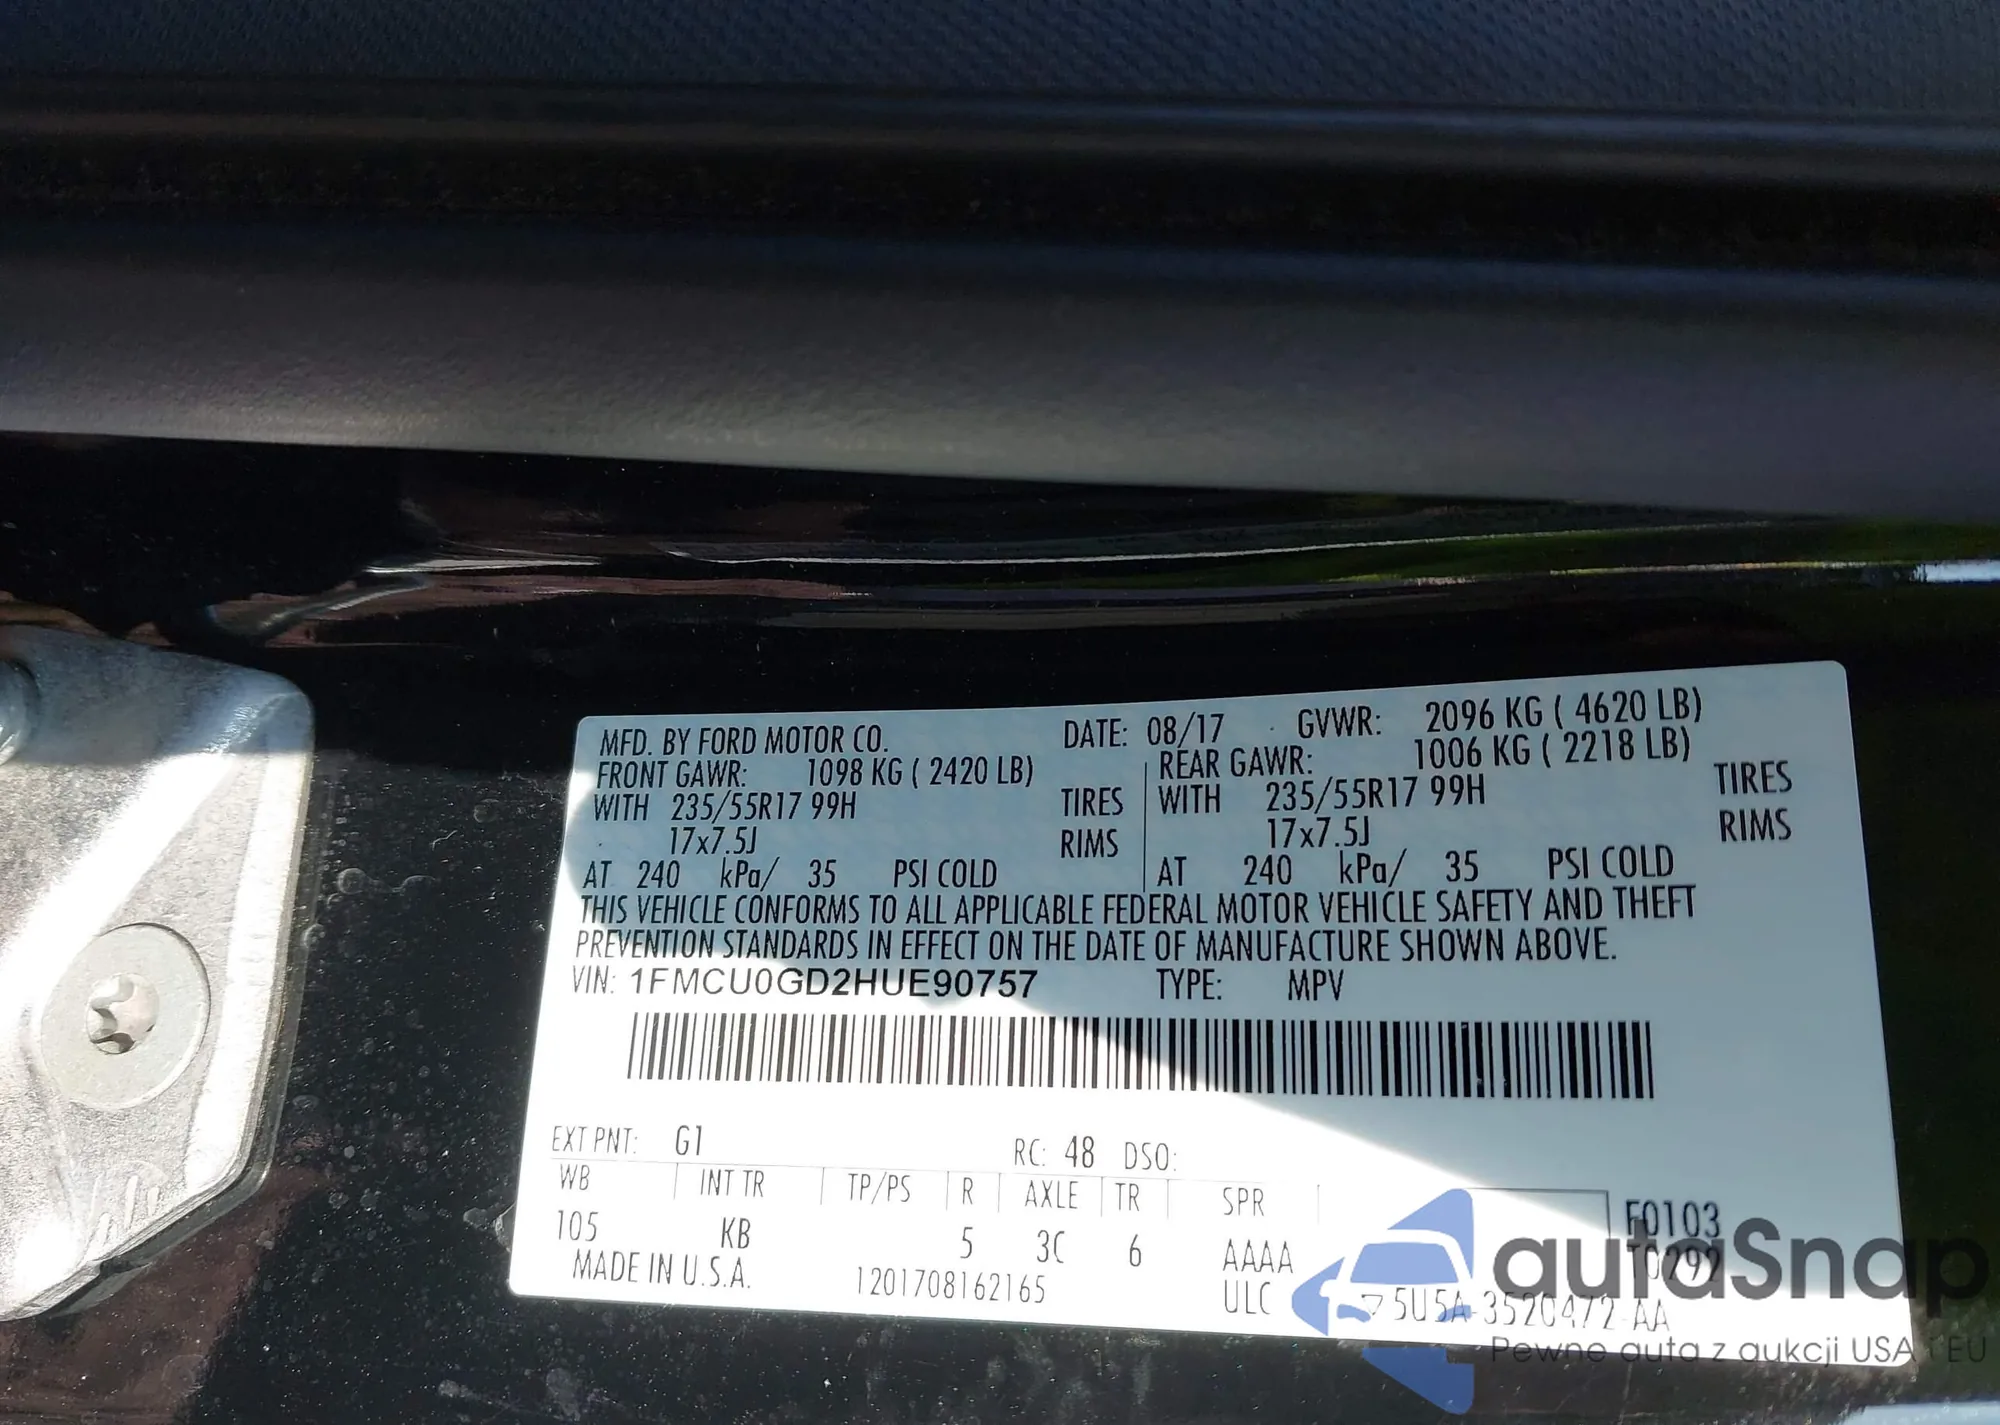 MFD. BY FORD MOTOR CO. DATE: 08/17 GVWR: 2096 KG ( 4620 LB)
FRONT GAWR: 1098 KG ( 2420 LB) REAR GAWR: 1006 KG ( 2218 LB)
WITH 235/55R17 99H TIRES WITH 235/55R17 99H TIRES
17x7.5J RIMS 17x7.5J RIMS
AT 240 kPa/ 35 PSI COLD AT 240 kPa/ 35 PSI COLD
THIS VEHICLE CONFORMS TO ALL APPLICABLE FEDERAL MOTOR VEHICLE SAFETY AND THEFT
PREVENTION STANDARDS IN EFFECT ON THE DATE OF MANUFACTURE SHOWN ABOVE.
VIN: 1FMCU0GD2HUE90757 TYPE: MPV
EXT PNT: G1 RC: 48 DSO:
WB INT TR TP/PS R AXLE TR SPR
105 KB 5 3C 6 AAAA
F0103
T0292
MADE IN U.S.A. 1201708162165 ULC 5U5A-3520472-AA
autaSnap
Pewne auta z aukcji USA i EU